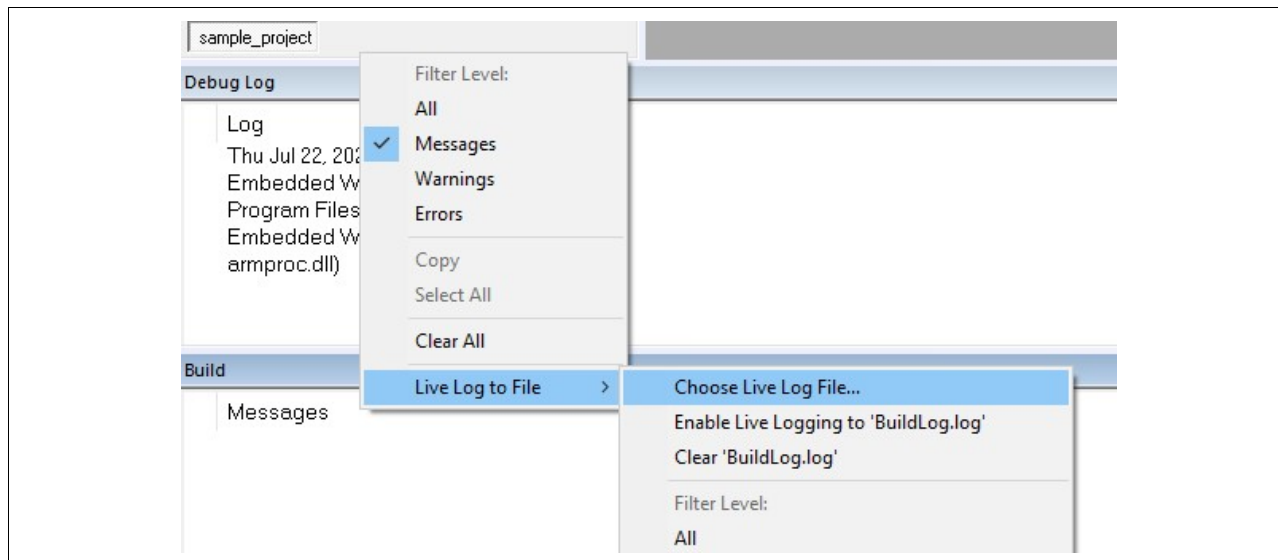 sample_project
Debug Log
Log
Thu Jul 22,
Embedded
Program Files
Embedded
armproc.dll)
Filter Level:
All
Messages
Warnings
Errors
Copy
Select All
Clear All
Live Log to File >
Build
Messages
Choose Live Log File...
Enable Live Logging to 'BuildLog.log'
Clear 'BuildLog.log'
Filter Level:
All